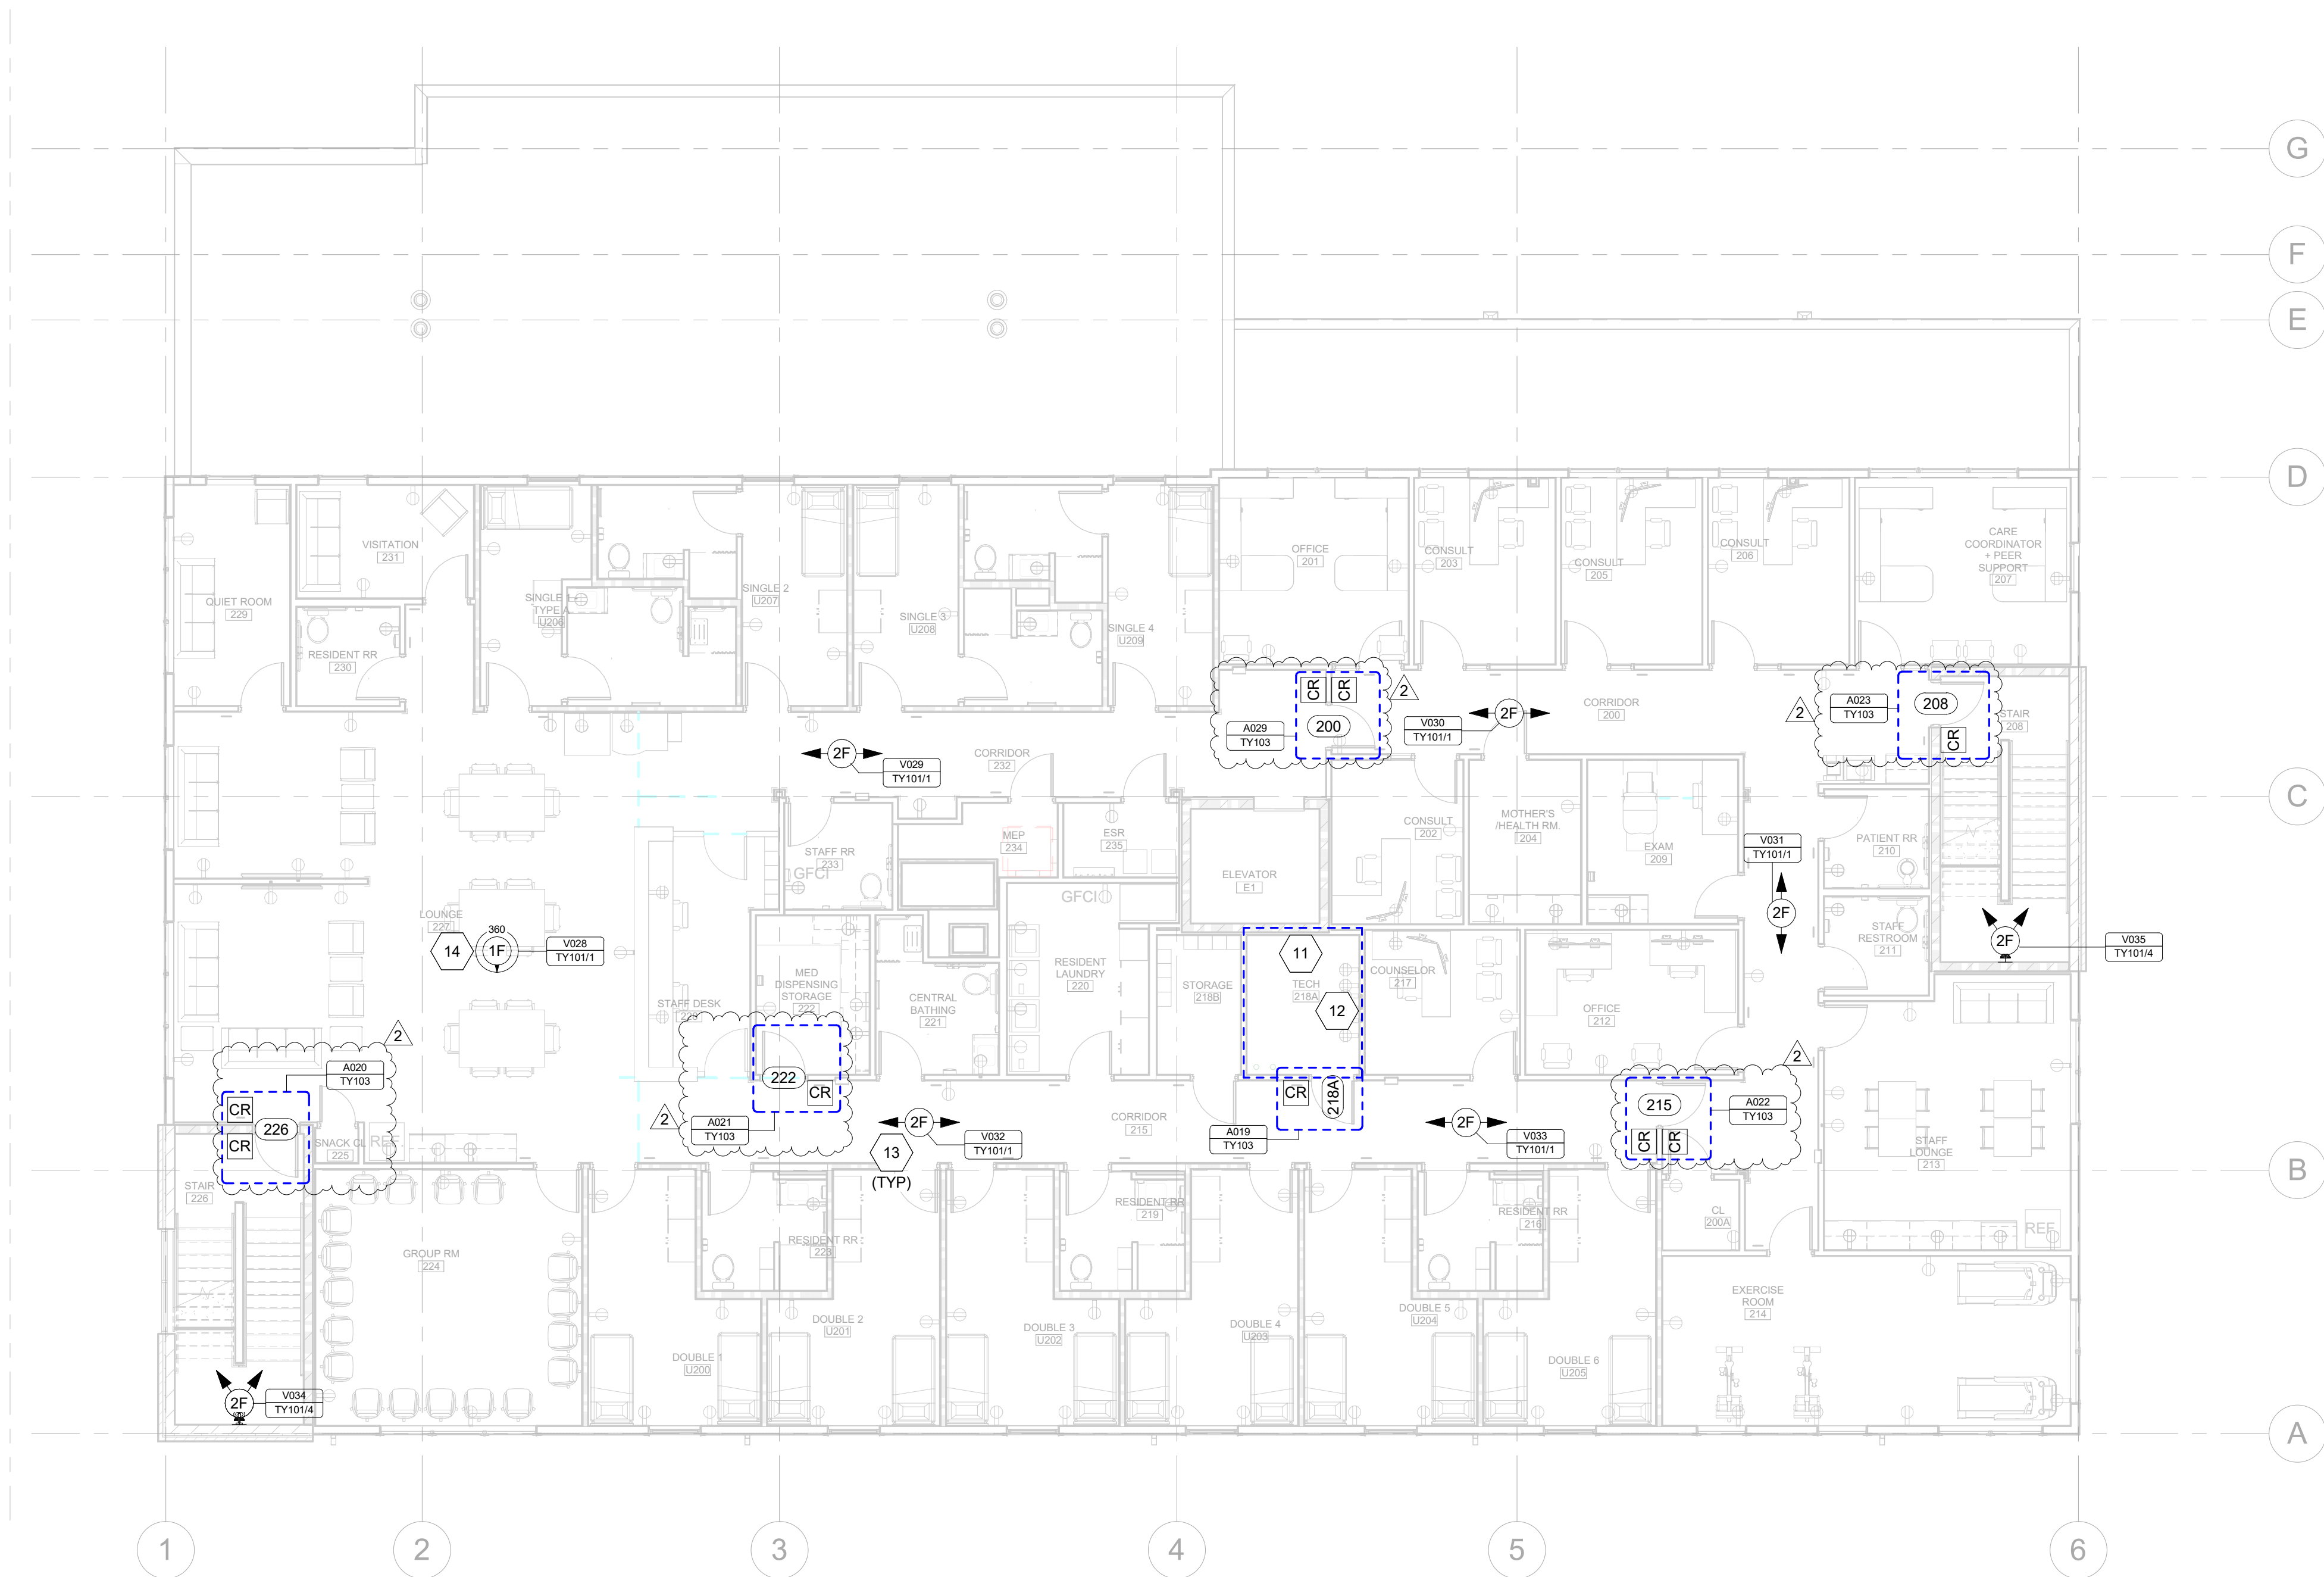 G
F
E
D
C
B
A
VISITATION
231
QUIET ROOM
229
RESIDENT RR
230
SINGLE 1
TYPE A
U206
SINGLE 2
U207
SINGLE 3
U208
SINGLE 4
U209
OFFICE
201
CONSULT
203
CONSULT
205
CONSULT
206
CARE
COORDINATOR
+ PEER
SUPPORT
207
CR
CR
200
2
A029
TY103
V030
TY101/1
2F
CORRIDOR
200
2
A023
TY103
208
CR
STAIR
208
2F
V029
TY101/1
CORRIDOR
232
STAFF RR
233
GFCI
MEP
234
ESR
235
ELEVATOR
E1
CONSULT
202
MOTHER'S
/HEALTH RM.
204
EXAM
209
V031
TY101/1
2F
PATIENT RR
210
STAFF
RESTROOM
211
2F
V035
TY101/4
LOUNGE
227
14
360
1F
V028
TY101/1
STAFF DESK
MED
DISPENSING
STORAGE
222
CENTRAL
BATHING
221
GFCI
RESIDENT
LAUNDRY
220
STORAGE
218B
11
TECH
218A
12
COUNSELOR
217
OFFICE
212
2
A020
TY103
CR
CR
226
SNACK CL
225
REF.
STAIR
226
222
CR
2
A021
TY103
2F
V032
TY101/1
13
(TYP)
CORRIDOR
215
CR
218A
A019
TY103
2F
V033
TY101/1
2
215
CR
CR
A022
TY103
STAFF
LOUNGE
213
REF.
GROUP RM
224
RESIDENT RR
223
RESIDENT RR
219
RESIDENT RR
216
CL
200A
EXERCISE
ROOM
214
DOUBLE 1
U200
DOUBLE 2
U201
DOUBLE 3
U202
DOUBLE 4
U203
DOUBLE 5
U204
DOUBLE 6
U205
2F
V034
TY101/4
1
2
3
4
5
6